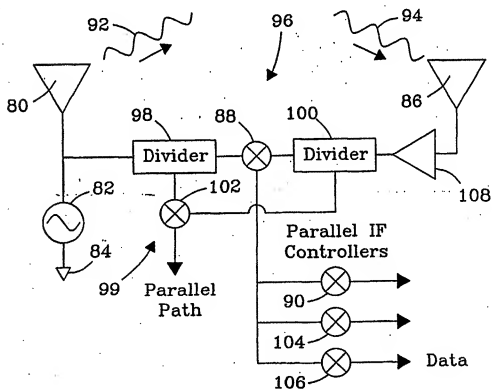 92
94
96
80
86
98
88
100
Divider
Divider
102
108
82
84
99
Parallel
Path
Parallel IF
Controllers
90
104
106
Data